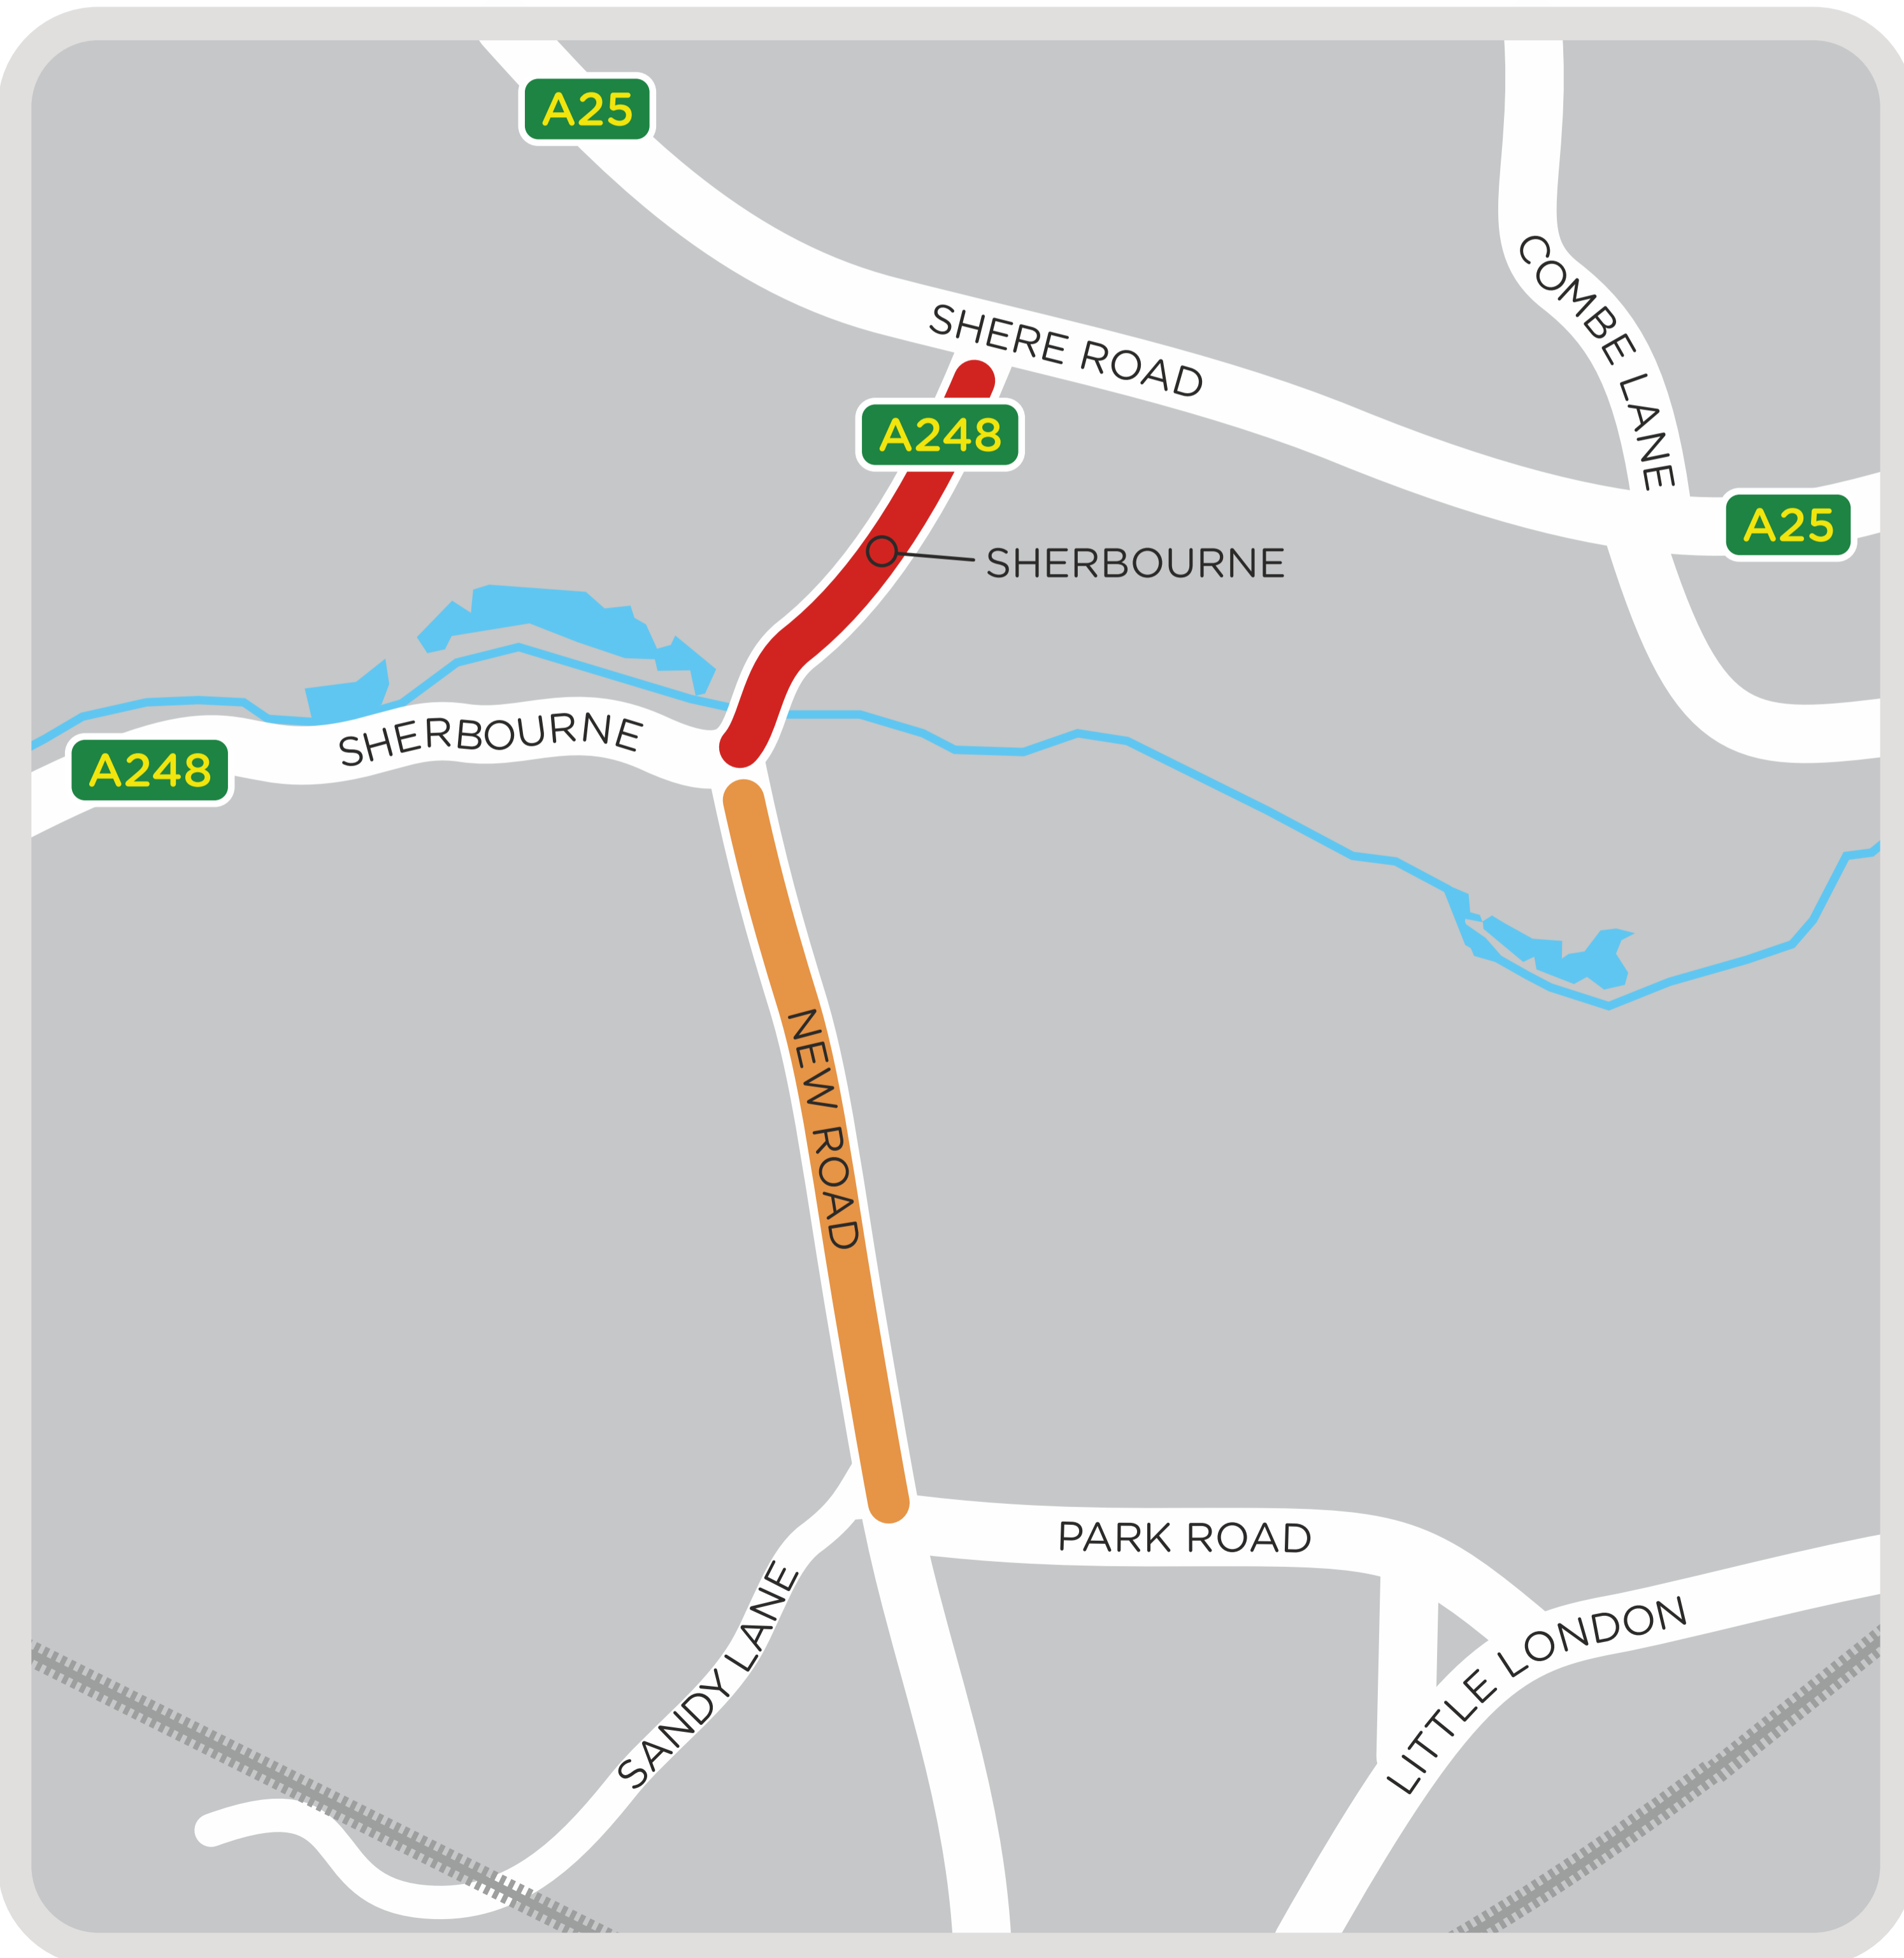 A25
COMBE LANE
SHERE ROAD
A248
A25
SHERBOURNE
SHERBOURNE
A248
NEW ROAD
PARK ROAD
SANDY LANE
LITTLE LONDON